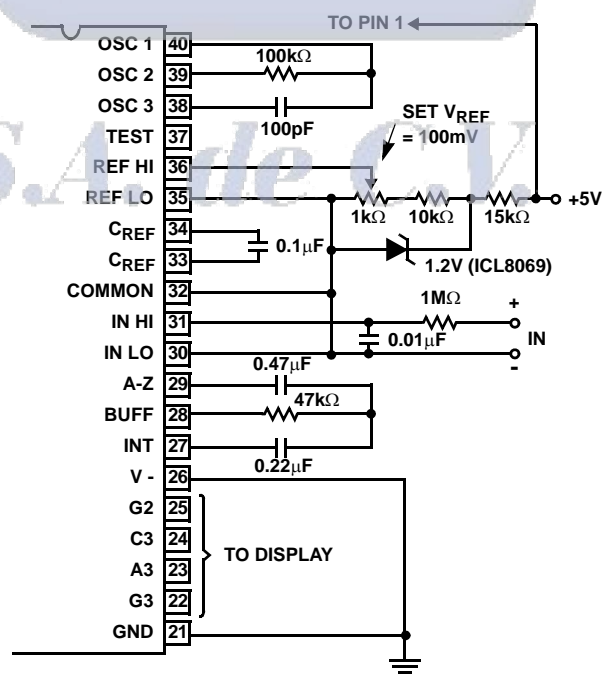 TO PIN 1
OSC 1 40
100kΩ
OSC 2 39
OSC 3 38
100pF
TEST 37
SET VREF
= 100mV
REF HI 36
REF LO 35
1kΩ 10kΩ 15kΩ
+5V
CREF 34
0.1μF
CREF 33
1.2V (ICL8069)
COMMON 32
1MΩ
+
IN HI 31
0.01μF
IN
IN LO 30
-
0.47μF
A-Z 29
47kΩ
BUFF 28
INT 27
0.22μF
V - 26
G2 25
C3 24
TO DISPLAY
A3 23
G3 22
GND 21
S.A. de C.V.